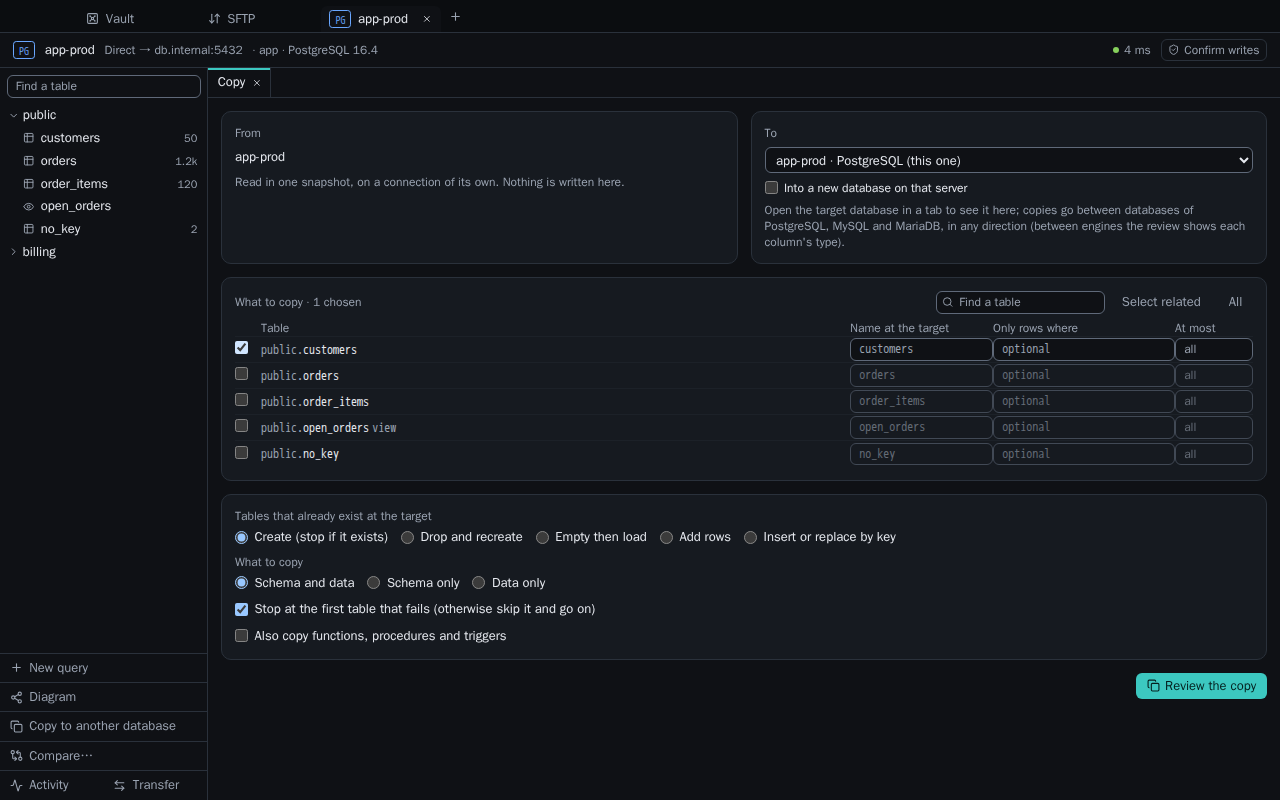 Vault
SFTP
PG app-prod
PG app-prod Direct → db.internal:5432 · app · PostgreSQL 16.4
4 ms
Confirm writes
Find a table
public
customers 50
orders 1.2k
order_items 120
open_orders
no_key 2
billing
New query
Diagram
Copy to another database
Compare···
Activity
Transfer
Copy
From
app-prod
Read in one snapshot, on a connection of its own. Nothing is written here.
To
app-prod · PostgreSQL (this one)
Into a new database on that server
Open the target database in a tab to see it here; copies go between databases of
PostgreSQL, MySQL and MariaDB, in any direction (between engines the review shows each
column's type).
What to copy · 1 chosen
Find a table
Select related
All
Table Name at the target Only rows where At most
public.customers customers optional all
public.orders orders optional all
public.order_items order_items optional all
public.open_orders view open_orders optional all
public.no_key no_key optional all
Tables that already exist at the target
Create (stop if it exists) Drop and recreate Empty then load Add rows Insert or replace by key
What to copy
Schema and data Schema only Data only
Stop at the first table that fails (otherwise skip it and go on)
Also copy functions, procedures and triggers
Review the copy